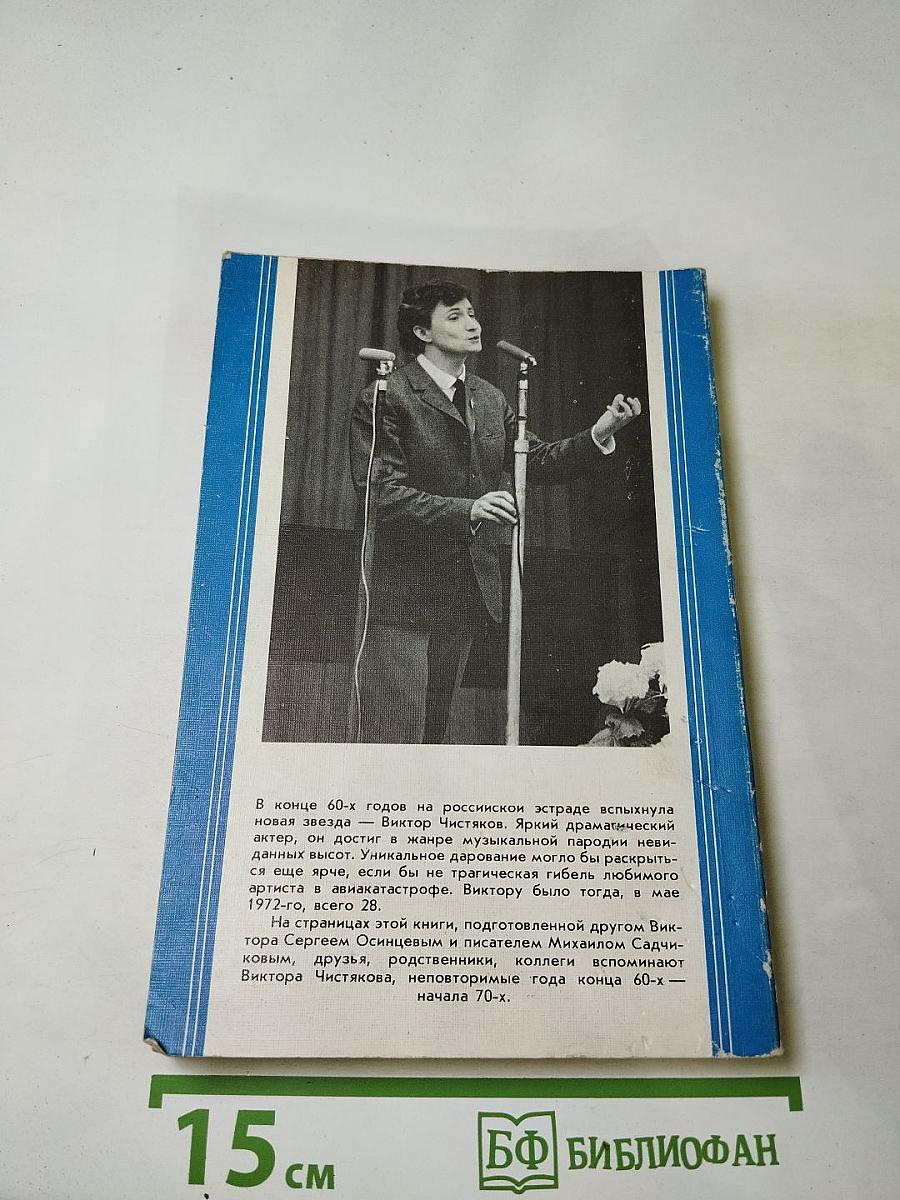 В конце 60-х годов на российской эстраде вспыхнула
новая звезда — Виктор Чистяков. Яркий драматический
актер, он достиг в жанре музыкальной пародии неви-
данных высот. Уникальное дарование могло бы раскрыть-
ся еще ярче, если бы не трагическая гибель любимого
артиста в авиакатастрофе. Виктору было тогда, в мае
1972-го, всего 28.
На страницах этой книги, подготовленной другом Вик-
тора Сергеем Осинцевым и писателем Михаилом Садчи-
ковым, друзья, родственники, коллеги вспоминают
Виктора Чистякова, неповторимые года конца 60-х —
начала 70-х.
15 см
БФ БИБЛИОФАН